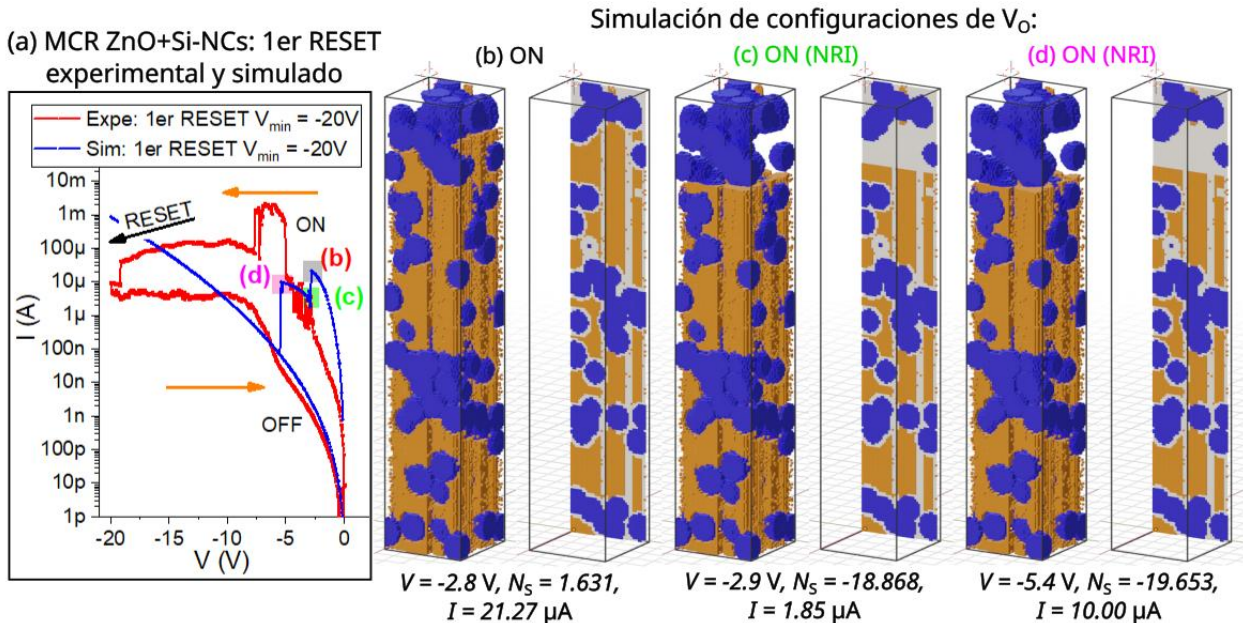 Simulación de configuraciones de V_O:
(a) MCR ZnO+Si-NCs: 1er RESET
experimental y simulado
(b) ON
(c) ON (NRI)
(d) ON (NRI)
Expe: 1er RESET V_min = -20V
Sim: 1er RESET V_min = -20V
10m
1m
100µ
10µ
1µ
100n
10n
1n
100p
10p
1p
I (A)
RESET
ON
(b)
(d)
(c)
OFF
-20
-15
-10
-5
0
V (V)
V = -2.8 V, N_S = 1.631,
I = 21.27 µA
V = -2.9 V, N_S = -18.868,
I = 1.85 µA
V = -5.4 V, N_S = -19.653,
I = 10.00 µA